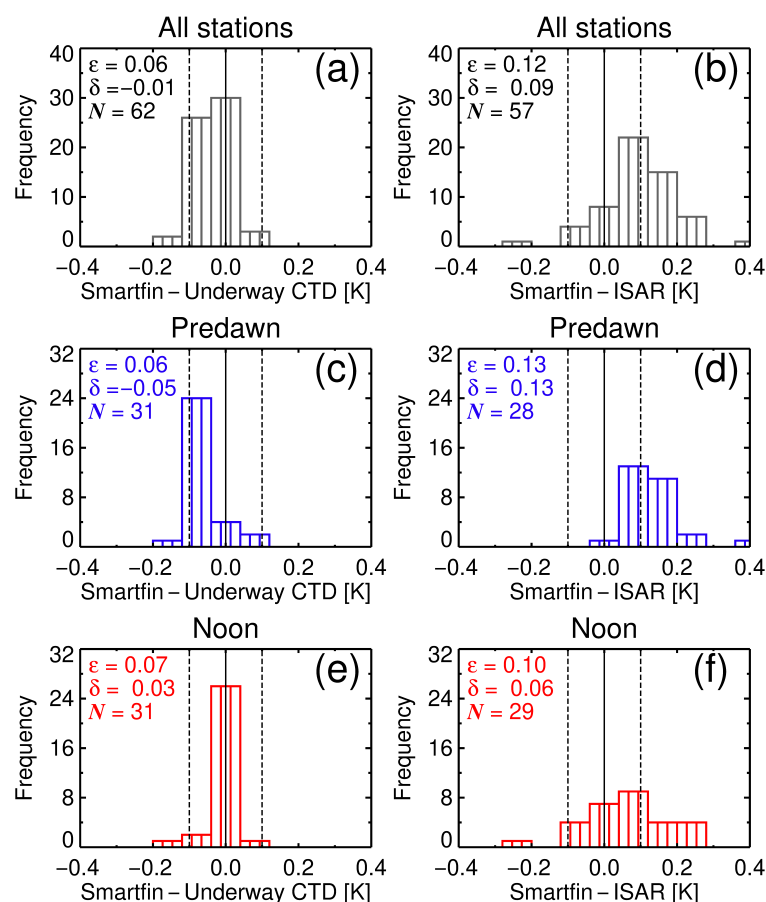 All stations
(a)
ε = 0.06
δ =−0.01
N = 62
Frequency
40
30
20
10
0
−0.4 −0.2 0.0 0.2 0.4
Smartfin − Underway CTD [K]
All stations
(b)
ε = 0.12
δ = 0.09
N = 57
Frequency
40
30
20
10
0
−0.4 −0.2 0.0 0.2 0.4
Smartfin − ISAR [K]
Predawn
(c)
ε = 0.06
δ =−0.05
N = 31
Frequency
32
24
16
8
0
−0.4 −0.2 0.0 0.2 0.4
Smartfin − Underway CTD [K]
Predawn
(d)
ε = 0.13
δ = 0.13
N = 28
Frequency
32
24
16
8
0
−0.4 −0.2 0.0 0.2 0.4
Smartfin − ISAR [K]
Noon
(e)
ε = 0.07
δ = 0.03
N = 31
Frequency
32
24
16
8
0
−0.4 −0.2 0.0 0.2 0.4
Smartfin − Underway CTD [K]
Noon
(f)
ε = 0.10
δ = 0.06
N = 29
Frequency
32
24
16
8
0
−0.4 −0.2 0.0 0.2 0.4
Smartfin − ISAR [K]